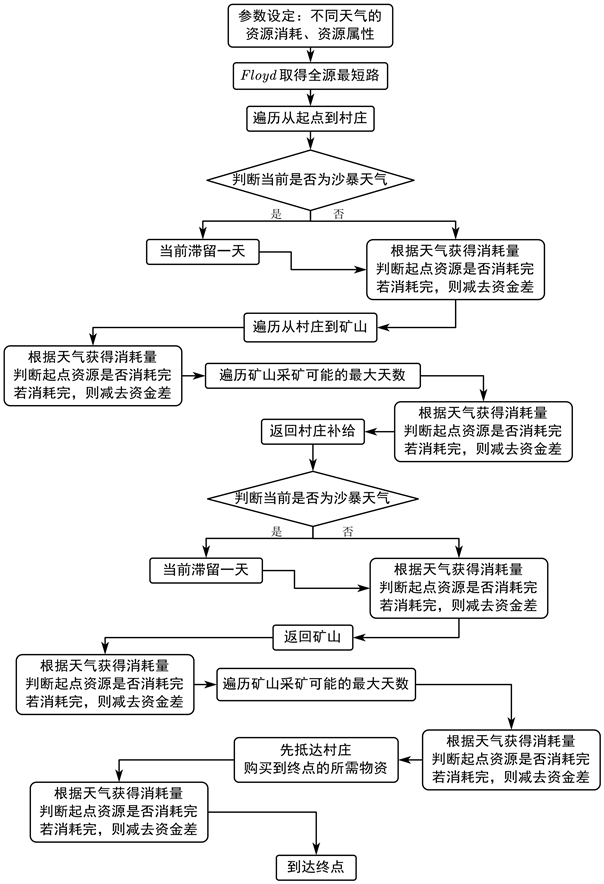 参数设定：不同天气的
资源消耗、资源属性
Floyd取得全源最短路
遍历从起点到村庄
判断当前是否为沙暴天气
是
否
当前滞留一天
根据天气获得消耗量
判断起点资源是否消耗完
若消耗完，则减去资金差
遍历从村庄到矿山
根据天气获得消耗量
判断起点资源是否消耗完
若消耗完，则减去资金差
遍历矿山采矿可能的最大天数
根据天气获得消耗量
判断起点资源是否消耗完
若消耗完，则减去资金差
返回村庄补给
判断当前是否为沙暴天气
是
否
当前滞留一天
根据天气获得消耗量
判断起点资源是否消耗完
若消耗完，则减去资金差
返回矿山
根据天气获得消耗量
判断起点资源是否消耗完
若消耗完，则减去资金差
遍历矿山采矿可能的最大天数
根据天气获得消耗量
判断起点资源是否消耗完
若消耗完，则减去资金差
先抵达村庄
购买到终点的所需物资
根据天气获得消耗量
判断起点资源是否消耗完
若消耗完，则减去资金差
到达终点